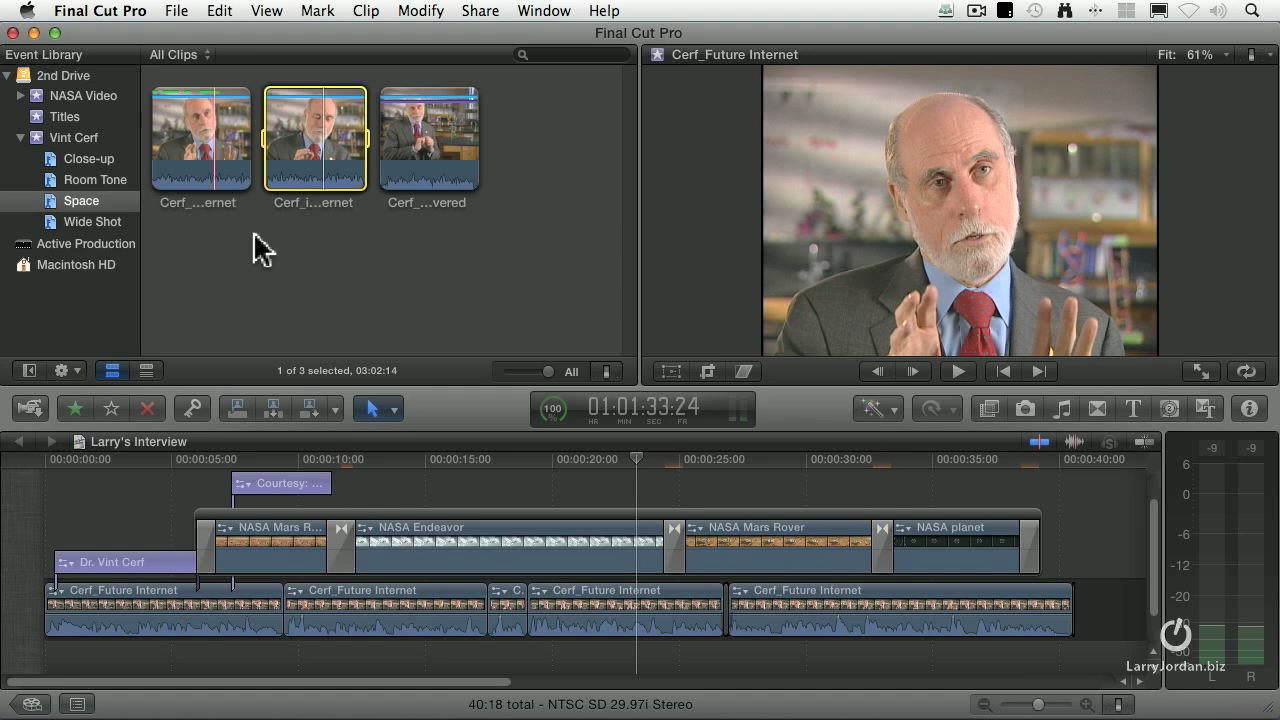 Final Cut Pro File Edit View Mark Clip Modify Share Window Help
Final Cut Pro
Event Library
All Clips
Cerf_Future Internet
Fit: 61%
2nd Drive
NASA Video
Titles
Vint Cerf
Close-up
Room Tone
Space
Wide Shot
Active Production
Macintosh HD
Cerf_...ernet
Cerf_i...ernet
Cerf_...vered
1 of 3 selected, 03:02:14
All
100
%
01:01:33:24
HR MIN SEC FR
Larry's Interview
00:00:00:00 00:00:05:00 00:00:10:00 00:00:15:00 00:00:20:00 00:00:25:00 00:00:30:00 00:00:35:00 00:00:40:00
Courtesy: ...
NASA Mars R...
NASA Endeavor
NASA Mars Rover
NASA planet
Dr. Vint Cerf
Cerf_Future Internet
Cerf_Future Internet
C.
Cerf_Future Internet
Cerf_Future Internet
-9 -9
6
0
-6
-12
-20
L R
LarryJordan.biz
40:18 total - NTSC SD 29.97i Stereo